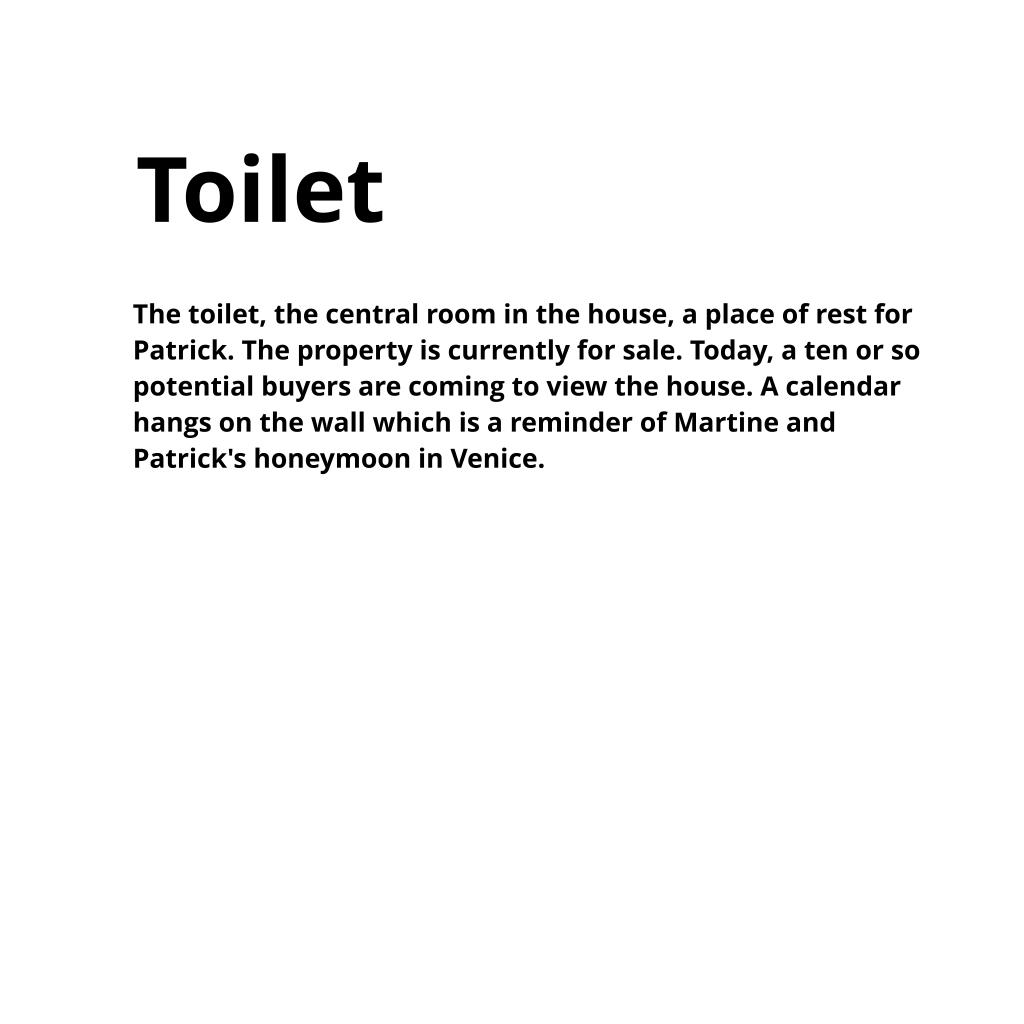 Toilet
The toilet, the central room in the house, a place of rest for
Patrick. The property is currently for sale. Today, a ten or so
potential buyers are coming to view the house. A calendar
hangs on the wall which is a reminder of Martine and
Patrick's honeymoon in Venice.